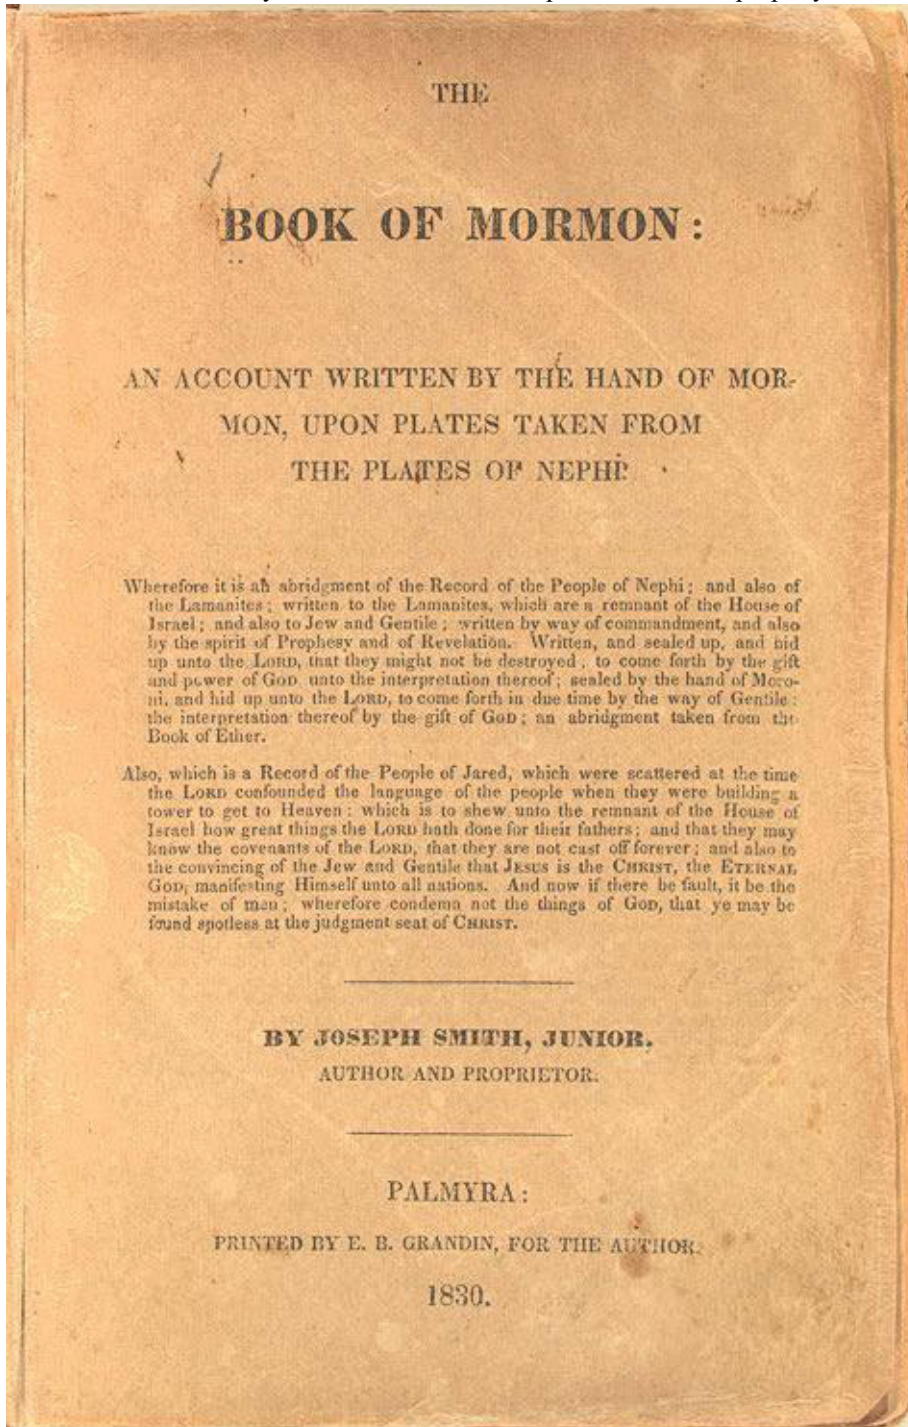 THE
BOOK OF MORMON:
AN ACCOUNT WRITTEN BY THE HAND OF MOR-
MON, UPON PLATES TAKEN FROM
THE PLATES OF NEPHI.
Wherefore it is an abridgment of the Record of the People of Nephi; and also of
the Lamanites; written to the Lamanites, which are a remnant of the House of
Israel; and also to Jew and Gentile; written by way of commandment, and also
by the spirit of Prophesy and of Revelation. Written, and sealed up, and hid
up unto the LORD, that they might not be destroyed; to come forth by the gift
and power of GOD unto the interpretation thereof; sealed by the hand of Moro-
ni, and hid up unto the LORD, to come forth in due time by the way of Gentile;
the interpretation thereof by the gift of GOD; an abridgment taken from the
Book of Ether.
Also, which is a Record of the People of Jared, which were scattered at the time
the LORD confounded the language of the people when they were building a
tower to get to Heaven: which is to shew unto the remnant of the House of
Israel how great things the LORD hath done for their fathers; and that they may
know the covenants of the LORD, that they are not cast off forever; and also to
the convincing of the Jew and Gentile that JESUS is the CHRIST, the ETERNAL
GOD, manifesting Himself unto all nations. And now if there be fault, it be the
mistake of men; wherefore condemn not the things of GOD, that ye may be
found spotless at the judgment seat of CHRIST.
BY JOSEPH SMITH, JUNIOR,
AUTHOR AND PROPRIETOR.
PALMYRA:
PRINTED BY E. B. GRANDIN, FOR THE AUTHOR.
1830.